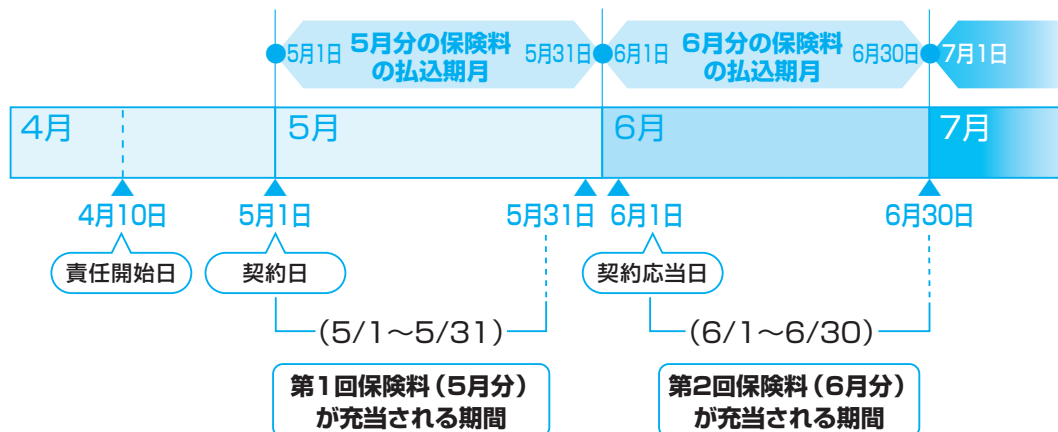 5月1日
5月分の保険料
の払込期月
5月31日
6月1日
6月分の保険料
の払込期月
6月30日
7月1日
4月
5月
6月
7月
4月10日
5月1日
5月31日
6月1日
6月30日
責任開始日
契約日
契約応当日
（5/1～5/31）
（6/1～6/30）
第1回保険料（5月分）
が充当される期間
第2回保険料（6月分）
が充当される期間